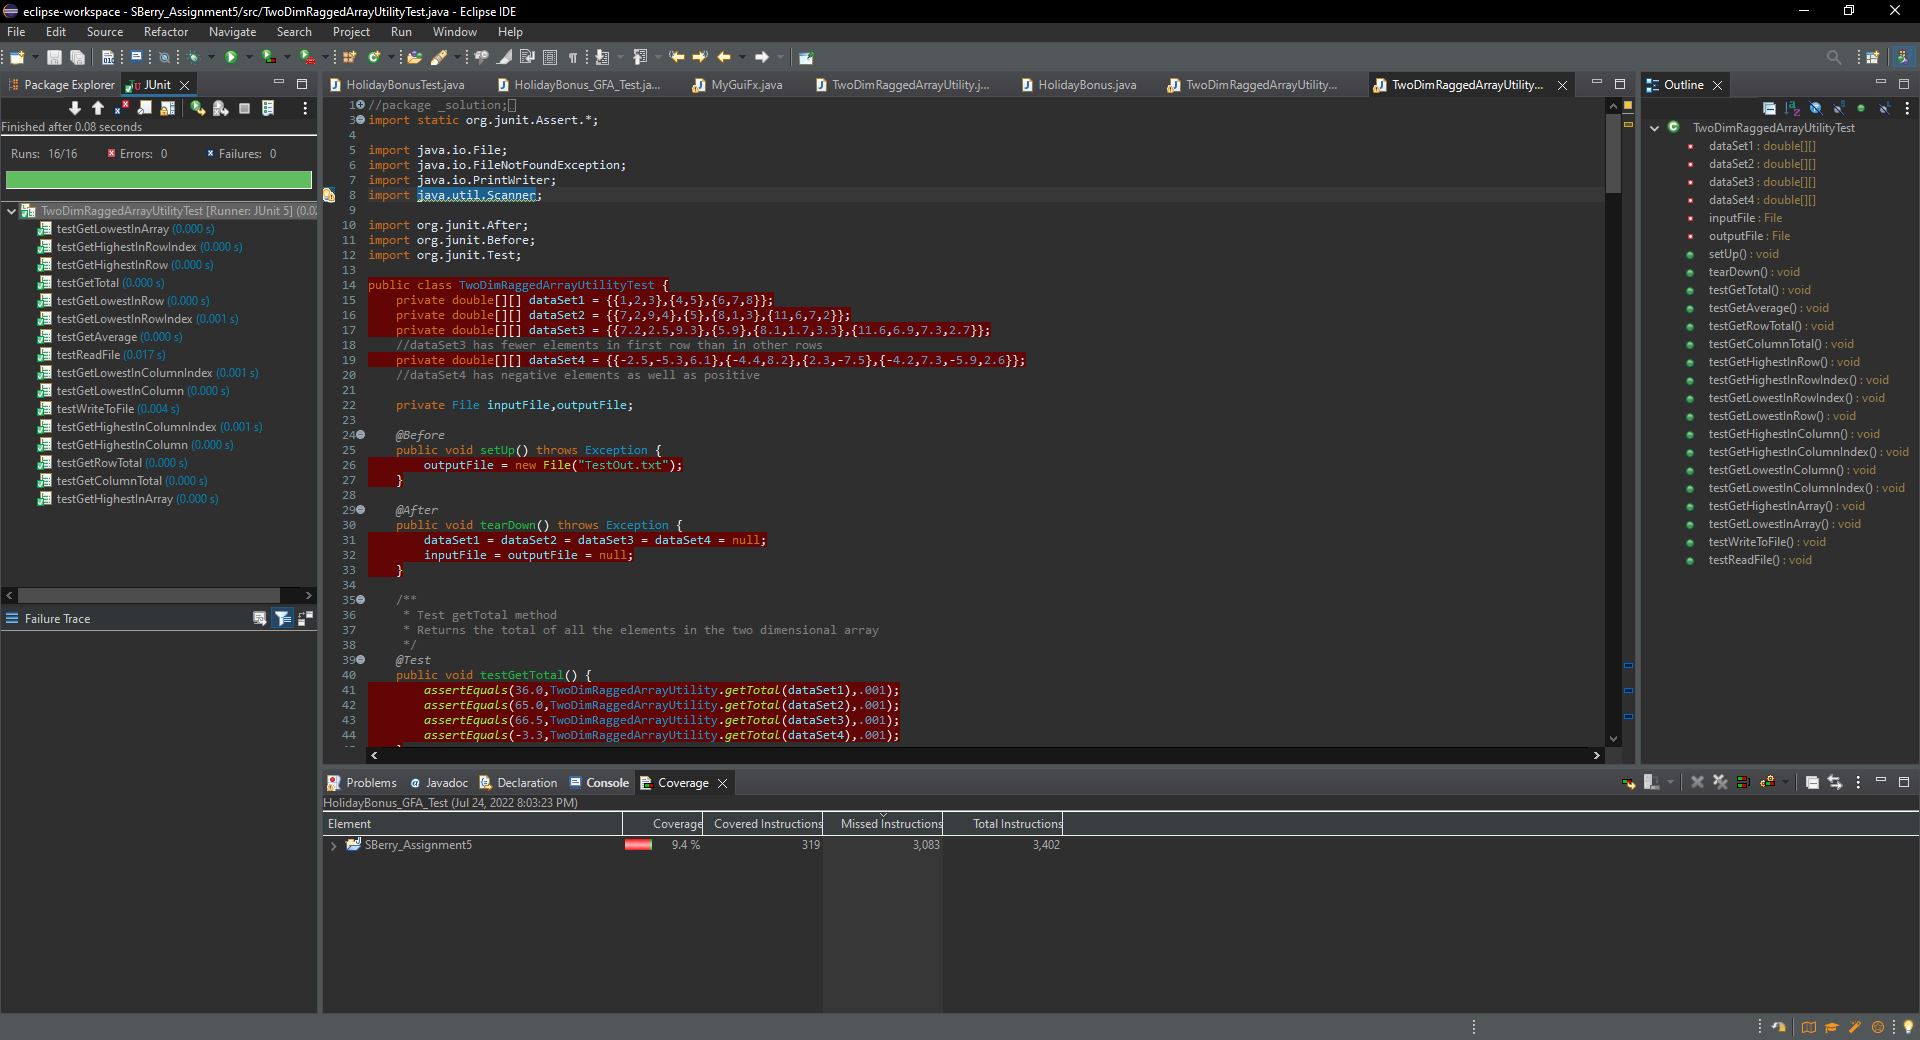 eclipse-workspace - SBerry_Assignment5/src/TwoDimRaggedArrayUtilityTest.java - Eclipse IDE
File Edit Source Refactor Navigate Search Project Run Window Help
Package Explorer JUnit
Finished after 0.08 seconds
Runs: 16/16 Errors: 0 Failures: 0
TwoDimRaggedArrayUtilityTest [Runner: JUnit 5] (0.02
testGetLowestInArray (0.000 s)
testGetHighestInRowIndex (0.000 s)
testGetHighestInRow (0.000 s)
testGetTotal (0.000 s)
testGetLowestInRow (0.000 s)
testGetLowestInRowIndex (0.001 s)
testGetAverage (0.000 s)
testReadFile (0.017 s)
testGetLowestInColumnIndex (0.001 s)
testGetLowestInColumn (0.000 s)
testWriteToFile (0.004 s)
testGetHighestInColumnIndex (0.001 s)
testGetHighestInColumn (0.000 s)
testGetRowTotal (0.000 s)
testGetColumnTotal (0.000 s)
testGetHighestInArray (0.000 s)
Failure Trace
HolidayBonusTest.java HolidayBonus_GFA_Test.ja... MyGuiFx.java TwoDimRaggedArrayUtility.j... HolidayBonus.java TwoDimRaggedArrayUtility... TwoDimRaggedArrayUtility...
1 //package _solution;
3 import static org.junit.Assert.*;
4
5 import java.io.File;
6 import java.io.FileNotFoundException;
7 import java.io.PrintWriter;
8 import java.util.Scanner;
9
10 import org.junit.After;
11 import org.junit.Before;
12 import org.junit.Test;
13
14 public class TwoDimRaggedArrayUtilityTest {
15 private double[][] dataSet1 = {{1,2,3},{4,5},{6,7,8}};
16 private double[][] dataSet2 = {{7,2,9,4},{5},{8,1,3},{11,6,7,2}};
17 private double[][] dataSet3 = {{7.2,2.5,9.3},{5.9},{8.1,1.7,3.3},{11.6,6.9,7.3,2.7}};
18 //dataSet3 has fewer elements in first row than in other rows
19 private double[][] dataSet4 = {{-2.5,-5.3,6.1},{-4.4,8.2},{2.3,-7.5},{-4.2,7.3,-5.9,2.6}};
20 //dataSet4 has negative elements as well as positive
21
22 private File inputFile,outputFile;
23
24 @Before
25 public void setUp() throws Exception {
26 outputFile = new File("TestOut.txt");
27 }
28
29 @After
30 public void tearDown() throws Exception {
31 dataSet1 = dataSet2 = dataSet3 = dataSet4 = null;
32 inputFile = outputFile = null;
33 }
34
35 /**
36 * Test getTotal method
37 * Returns the total of all the elements in the two dimensional array
38 */
39 @Test
40 public void testGetTotal() {
41 assertEquals(36.0,TwoDimRaggedArrayUtility.getTotal(dataSet1),.001);
42 assertEquals(65.0,TwoDimRaggedArrayUtility.getTotal(dataSet2),.001);
43 assertEquals(66.5,TwoDimRaggedArrayUtility.getTotal(dataSet3),.001);
44 assertEquals(-3.3,TwoDimRaggedArrayUtility.getTotal(dataSet4),.001);
Outline
TwoDimRaggedArrayUtilityTest
dataSet1 : double[][]
dataSet2 : double[][]
dataSet3 : double[][]
dataSet4 : double[][]
inputFile : File
outputFile : File
setUp() : void
tearDown() : void
testGetTotal() : void
testGetAverage() : void
testGetRowTotal() : void
testGetColumnTotal() : void
testGetHighestInRow() : void
testGetHighestInRowIndex() : void
testGetLowestInRowIndex() : void
testGetLowestInRow() : void
testGetHighestInColumn() : void
testGetHighestInColumnIndex() : void
testGetLowestInColumn() : void
testGetLowestInColumnIndex() : void
testGetHighestInArray() : void
testGetLowestInArray() : void
testWriteToFile() : void
testReadFile() : void
Problems Javadoc Declaration Console Coverage
HolidayBonus_GFA_Test (Jul 24, 2022 8:03:23 PM)
Element Coverage Covered Instructions Missed Instructions Total Instructions
SBerry_Assignment5 9.4 % 319 3,083 3,402